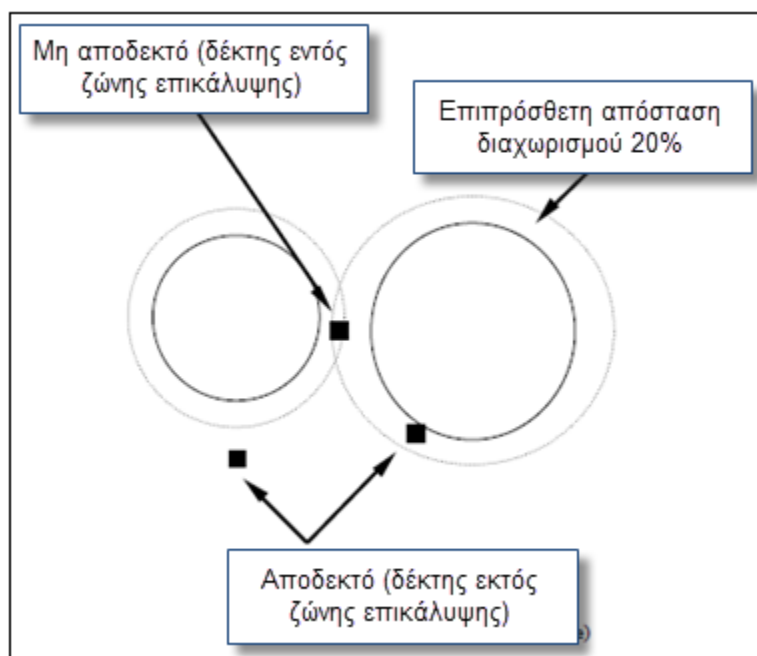 Μη αποδεκτό (δέκτης εντός
ζώνης επικάλυψης)
Επιπρόσθετη απόσταση
διαχωρισμού 20%
Αποδεκτό (δέκτης εκτός
ζώνης επικάλυψης)
e)